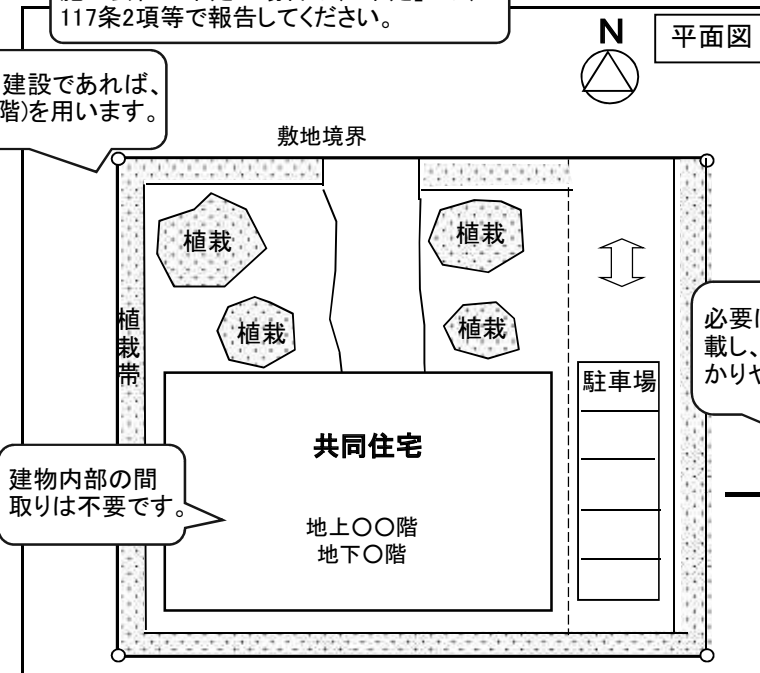 117条2項等で報告してください。
N
平面図
建設であれば、
階)を用います。
敷地境界
植栽
植栽
植栽
植栽
植栽帯
必要に
載し、
かりや
駐車場
共同住宅
建物内部の間
取りは不要です。
地上〇〇階
地下〇階